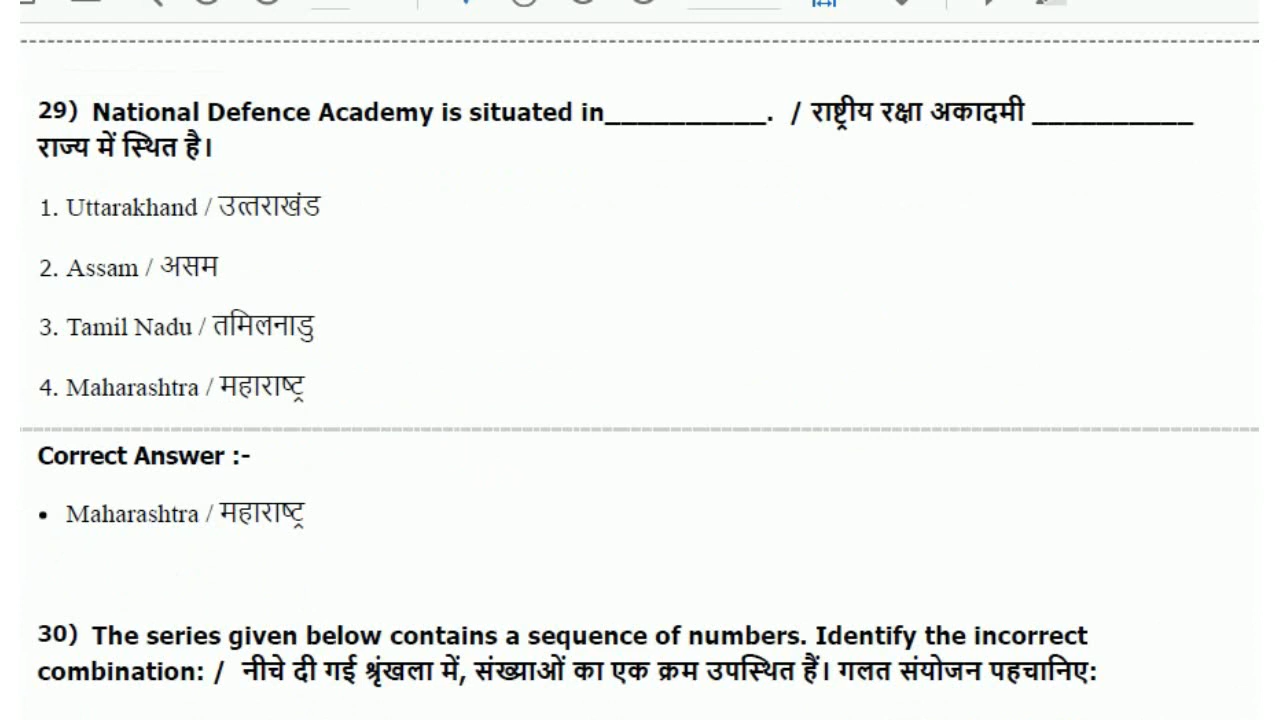 29) National Defence Academy is situated in__________. / राष्ट्रीय रक्षा अकादमी __________
राज्य में स्थित है।
1. Uttarakhand / उत्तराखंड
2. Assam / असम
3. Tamil Nadu / तमिलनाडु
4. Maharashtra / महाराष्ट्र
Correct Answer :-
• Maharashtra / महाराष्ट्र
30) The series given below contains a sequence of numbers. Identify the incorrect
combination: / नीचे दी गई श्रृंखला में, संख्याओं का एक क्रम उपस्थित हैं। गलत संयोजन पहचानिए: